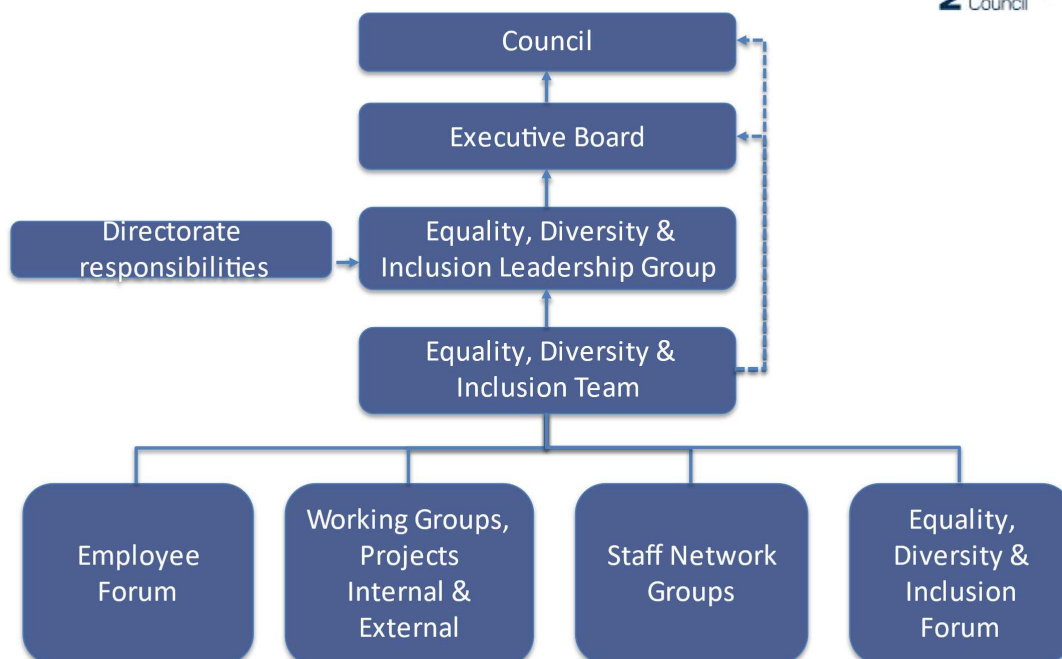 Council
Council
Executive Board
Directorate
responsibilities
Equality, Diversity &
Inclusion Leadership Group
Equality, Diversity &
Inclusion Team
Employee
Forum
Working Groups,
Projects
Internal &
External
Staff Network
Groups
Equality,
Diversity &
Inclusion
Forum